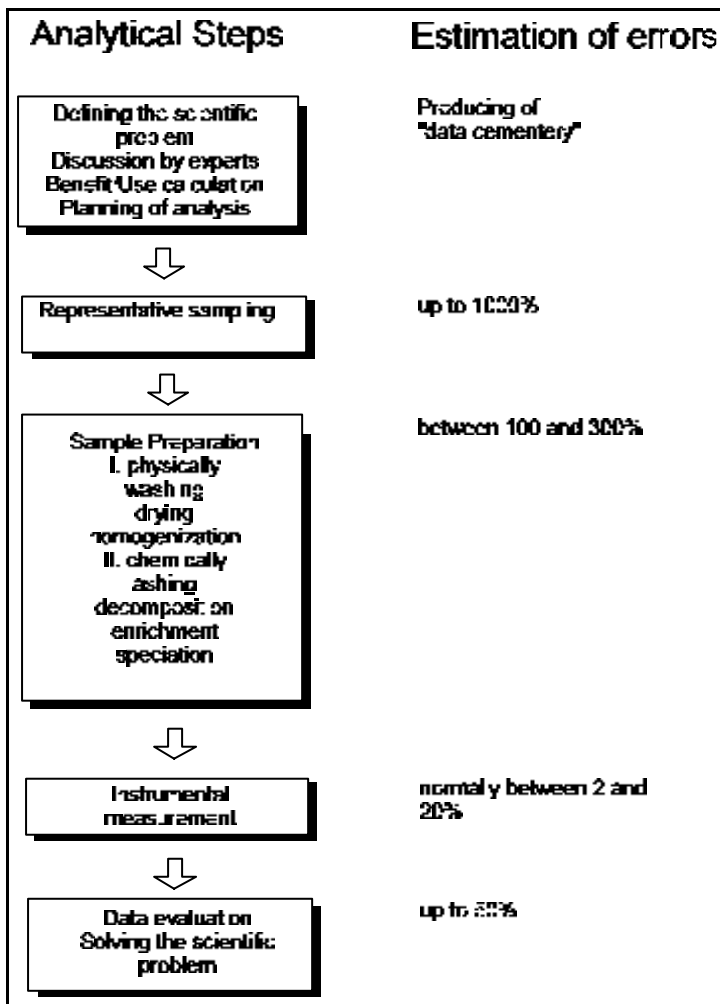 Analytical Steps
Estimation of errors
Defining the scientific
problem
Discussion by experts
Benefit/Use calculation
Planning of analysis
Producing of
"data cementery"
Representative sampling
up to 1000%
Sample Preparation
I. physically
washing
drying
homogenization
II. chemically
ashing
decomposition
enrichment
speciation
between 100 and 300%
Instrumental
measurement
normally between 2 and
20%
Data evaluation
Solving the scientific
problem
up to